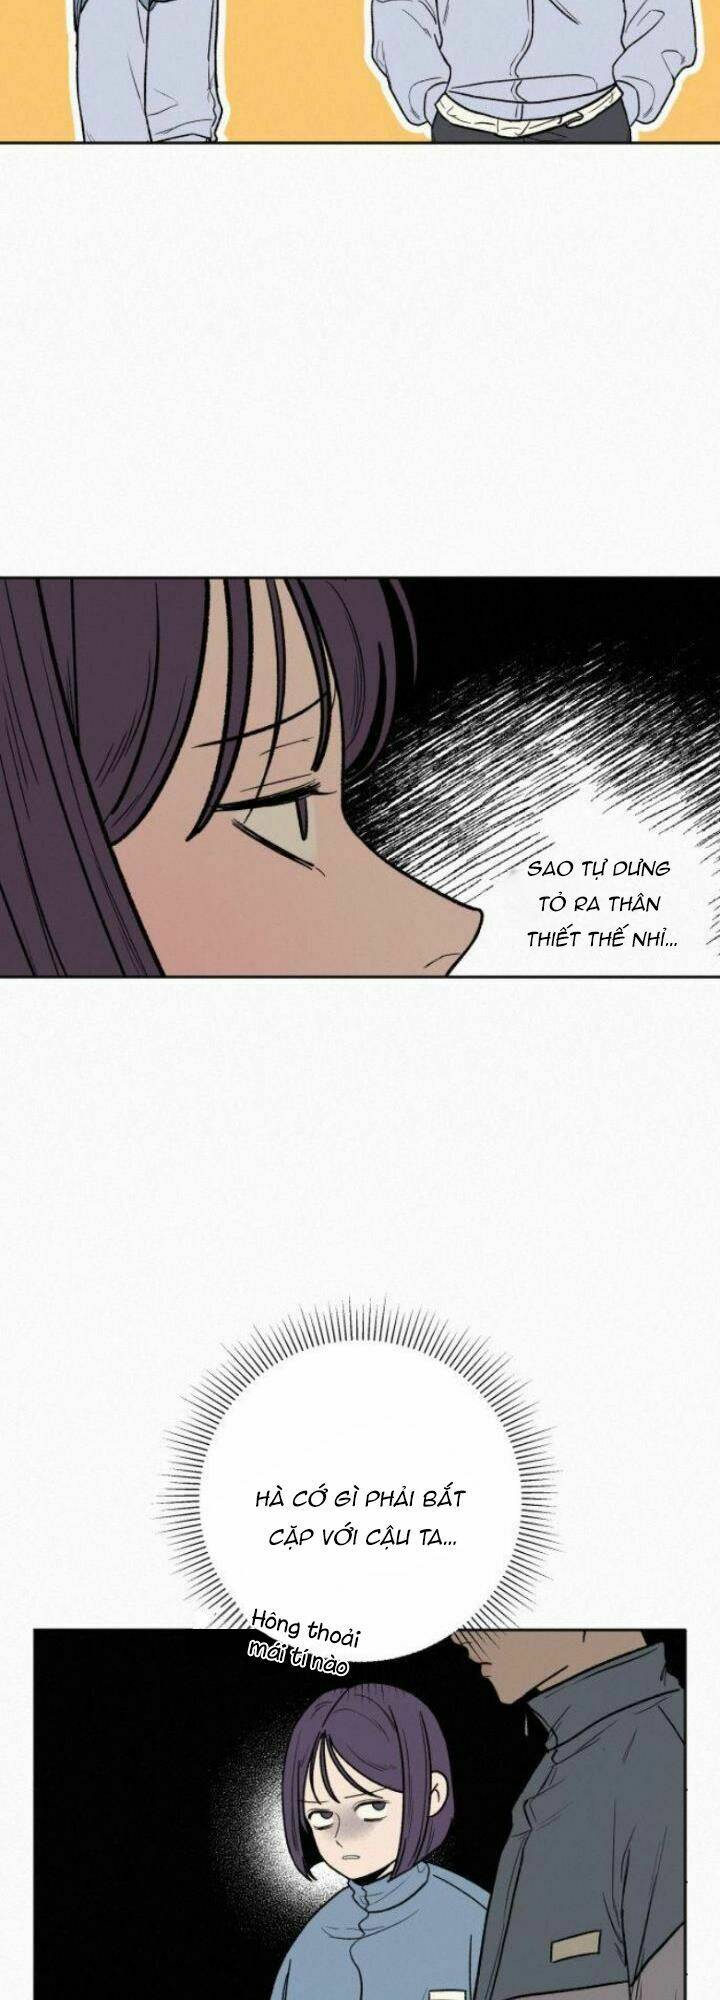 SAO TỰ DƯNG
TỎ RA THÂN
THIẾT THẾ NHỈ...
HÀ CỚ GÌ PHẢI BẮT
CẶP VỚI CẬU TA...
Hông thoải
mái tí nào